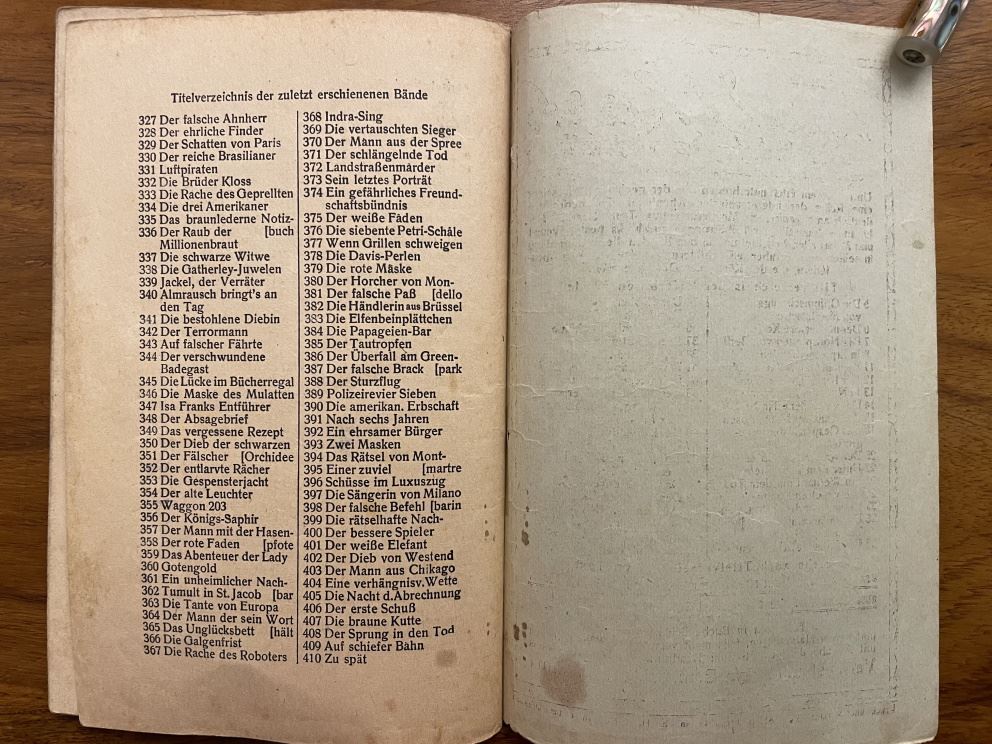 Titelverzeichnis der zuletzt erschienenen Bände
327 Der falsche Ahnherr
328 Der ehrliche Finder
329 Der Schatten von Paris
330 Der reiche Brasilianer
331 Luftpiraten
332 Die Brüder Kloss
333 Die Rache des Geprellten
334 Die drei Amerikaner
335 Das braunlederne Notiz-
336 Der Raub der [buch
Millionenbraut
337 Die schwarze Witwe
338 Die Gatherley-Juwelen
339 Jackel, der Verräter
340 Almrausch bringt's an
den Tag
341 Die bestohlene Diebin
342 Der Terrormann
343 Auf falscher Fährte
344 Der verschwundene
Badegast
345 Die Lücke im Bücherregal
346 Die Maske des Mulatten
347 Isa Franks Entführer
348 Der Absagebrief
349 Das vergessene Rezept
350 Der Dieb der schwarzen
351 Der Fälscher [Orchidee
352 Der entlarvte Rächer
353 Die Gespensterjacht
354 Der alte Leuchter
355 Waggon 203
356 Der Königs-Saphir
357 Der Mann mit der Hasen-
358 Der rote Faden [pfote
359 Das Abenteuer der Lady
360 Gotengold
361 Ein unheimlicher Nach-
362 Tumult in St. Jacob [bar
363 Die Tante von Europa
364 Der Mann der sein Wort
365 Das Unglücksbett [hält
366 Die Galgenfrist
367 Die Rache des Roboters
368 Indra-Sing
369 Die vertauschten Sieger
370 Der Mann aus der Spree
371 Der schlängelnde Tod
372 Landstraßenmarder
373 Sein letztes Porträt
374 Ein gefährliches Freund-
schaftsbündnis
375 Der weiße Faden
376 Die siebente Petri-Schale
377 Wenn Grillen schweigen
378 Die Davis-Perlen
379 Die rote Maske
380 Der Horcher von Mon-
381 Der falsche Paß [dello
382 Die Händlerin aus Brüssel
383 Die Elfenbeinplättchen
384 Die Papageien-Bar
385 Der Tautropfen
386 Der Überfall am Green-
387 Der falsche Brack [park
388 Der Sturzflug
389 Polizeirevier Sieben
390 Die amerikan. Erbschaft
391 Nach sechs Jahren
392 Ein ehrsamer Bürger
393 Zwei Masken
394 Das Rätsel von Mont-
395 Einer zuviel [martre
396 Schüsse im Luxuszug
397 Die Sängerin von Milano
398 Der falsche Befehl [barin
399 Die rätselhafte Nach-
400 Der bessere Spieler
401 Der weiße Elefant
402 Der Dieb von Westend
403 Der Mann aus Chikago
404 Eine verhängnisv. Wette
405 Die Nacht d. Abrechnung
406 Der erste Schuß
407 Die braune Kutte
408 Der Sprung in den Tod
409 Auf schiefer Bahn
410 Zu spät